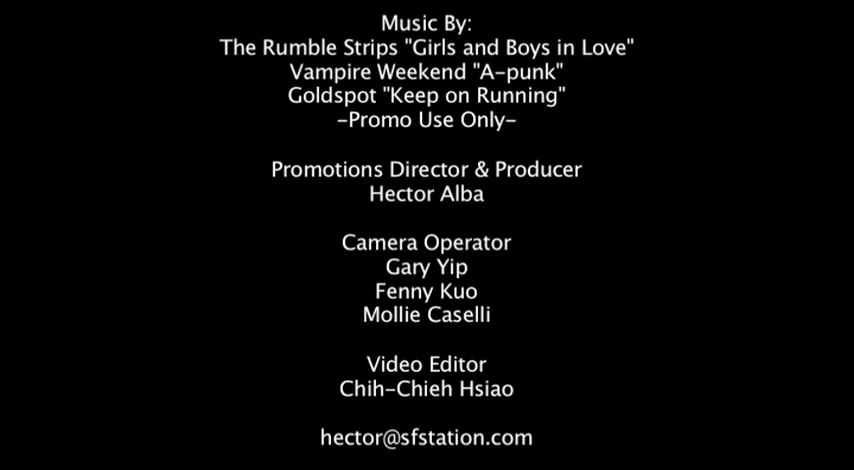 Music By:
The Rumble Strips "Girls and Boys in Love"
Vampire Weekend "A-punk"
Goldspot "Keep on Running"
-Promo Use Only-
Promotions Director & Producer
Hector Alba
Camera Operator
Gary Yip
Fenny Kuo
Mollie Caselli
Video Editor
Chih-Chieh Hsiao
hector@sfstation.com